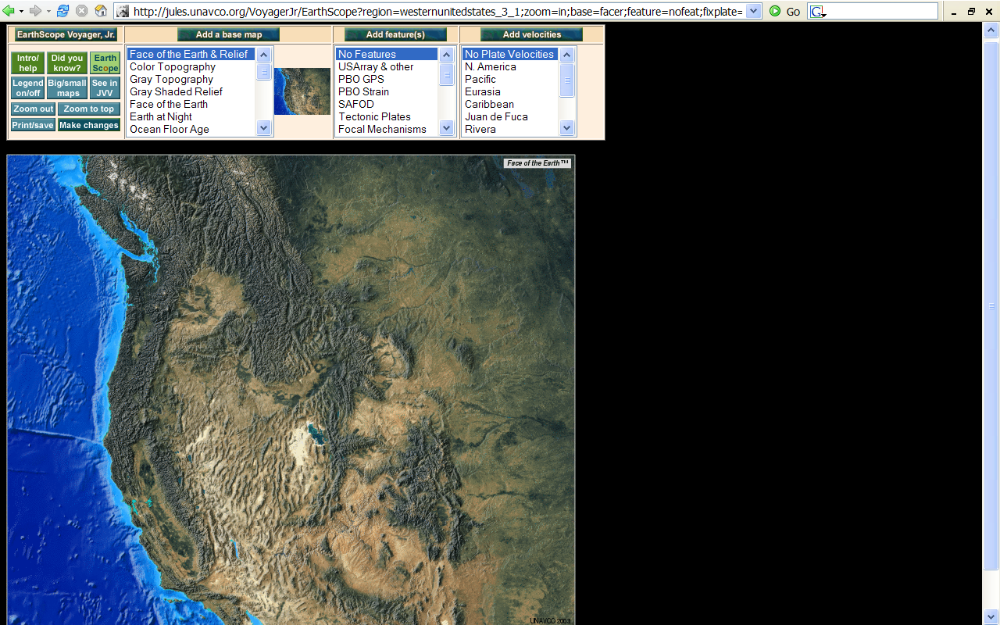 http://jules.unavco.org/VoyagerJr/EarthScope?region=westernunitedstates_3_1;zoom=in;base=facer;feature=nofeat;fixplate=
Go
G
EarthScope Voyager, Jr.
Add a base map
Add feature(s)
Add velocities
Intro/
help
Did you
know?
Earth
Scope
Legend
on/off
Big/small
maps
See in
JVV
Zoom out
Zoom to top
Print/save
Make changes
Face of the Earth & Relief
Color Topography
Gray Topography
Gray Shaded Relief
Face of the Earth
Earth at Night
Ocean Floor Age
No Features
USArray & other
PBO GPS
PBO Strain
SAFOD
Tectonic Plates
Focal Mechanisms
No Plate Velocities
N. America
Pacific
Eurasia
Caribbean
Juan de Fuca
Rivera
Face of the Earth™
UNAVCO 2003